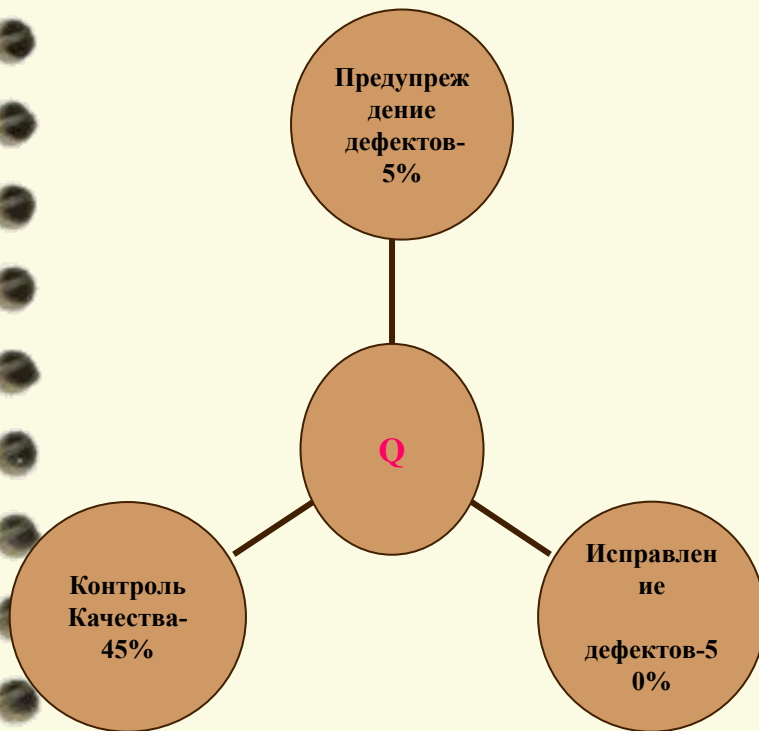 Предупреж
дение
дефектов-
5%
Q
Контроль
Качества-
45%
Исправлен
ие
дефектов-5
0%